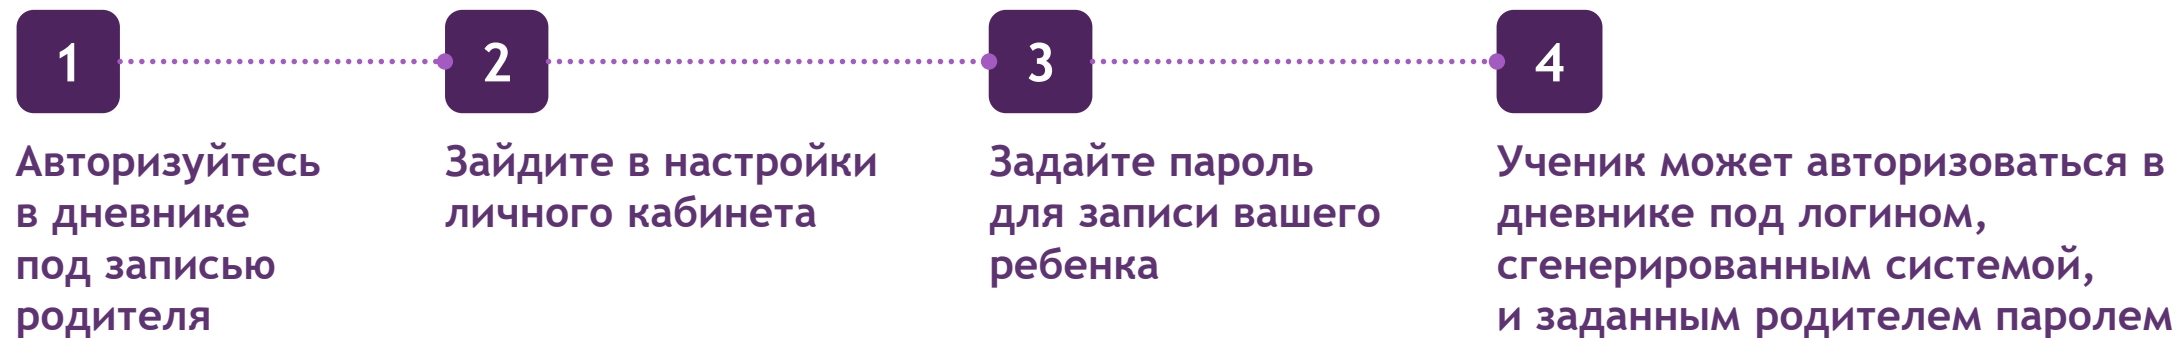 1
Авторизуйтесь
в дневнике
под записью
родителя
2
Зайдите в настройки
личного кабинета
3
Задайте пароль
для записи вашего
ребенка
4
Ученик может авторизоваться в
дневнике под логином,
сгенерированным системой,
и заданным родителем паролем